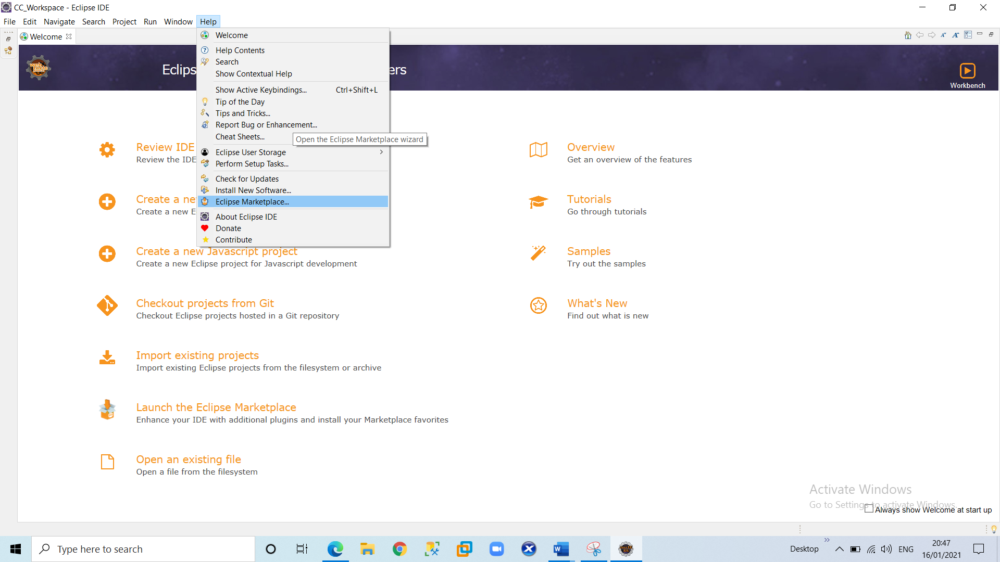 CC_Workspace - Eclipse IDE
File Edit Navigate Search Project Run Window Help
Welcome
Welcome
Help Contents
Search
Show Contextual Help
Show Active Keybindings... Ctrl+Shift+L
Tip of the Day
Tips and Tricks...
Report Bug or Enhancement...
Cheat Sheets...
Open the Eclipse Marketplace wizard
Eclipse User Storage
Perform Setup Tasks...
Check for Updates
Install New Software...
Eclipse Marketplace...
About Eclipse IDE
Donate
Contribute
Eclips
ers
Workbench
Review IDE
Review the IDE
Create a ne
Create a new E
Create a new Javascript project
Create a new Eclipse project for Javascript development
Checkout projects from Git
Checkout Eclipse projects hosted in a Git repository
Import existing projects
Import existing Eclipse projects from the filesystem or archive
Launch the Eclipse Marketplace
Enhance your IDE with additional plugins and install your Marketplace favorites
Open an existing file
Open a file from the filesystem
Overview
Get an overview of the features
Tutorials
Go through tutorials
Samples
Try out the samples
What's New
Find out what is new
Activate Windows
Go to Settings to activate Windows.
Always show Welcome at start up
Type here to search
Desktop
ENG
20:47
16/01/2021